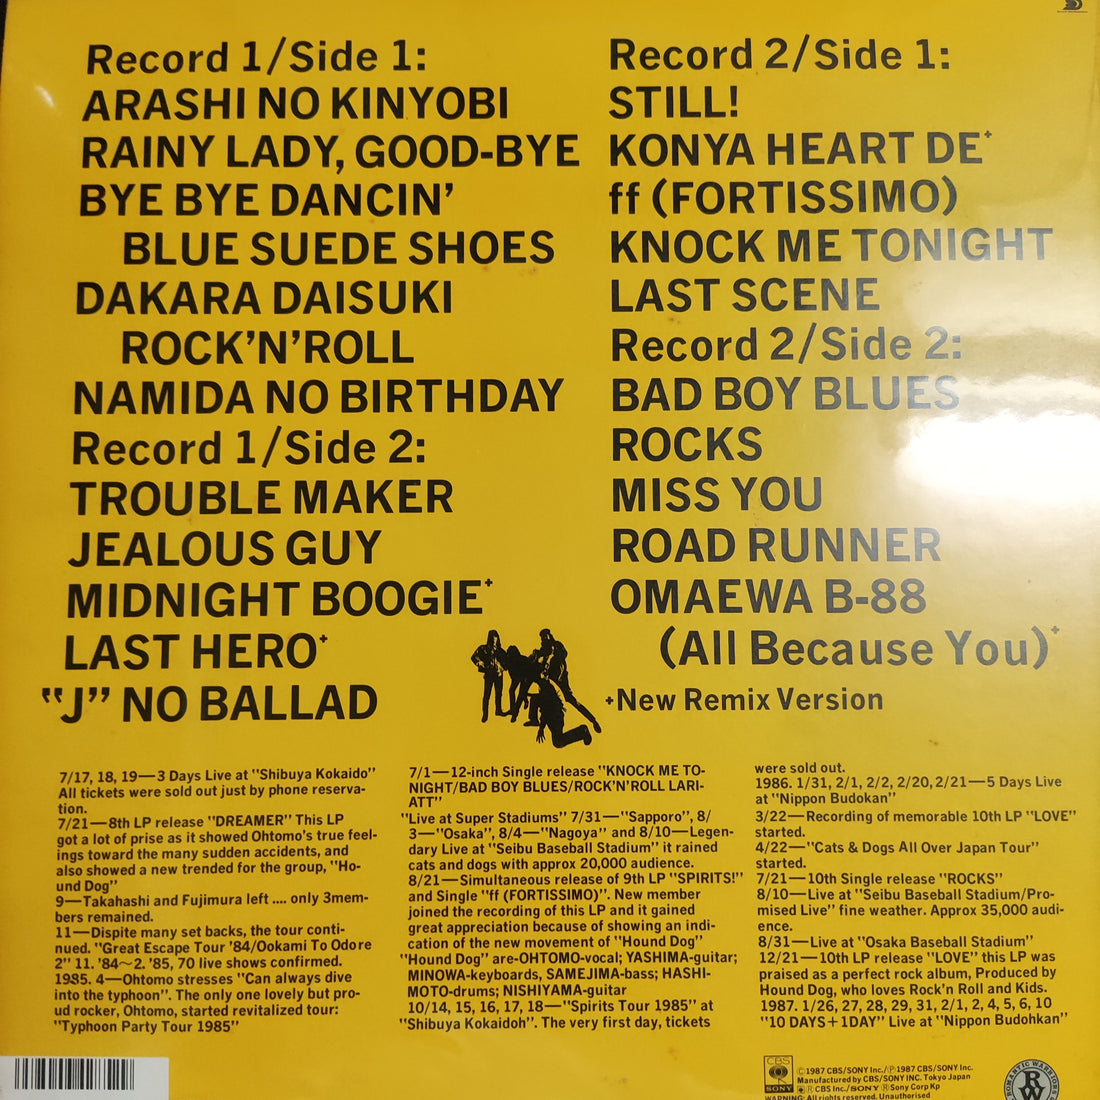 Record 1/Side 1:
ARASHI NO KINYOBI
RAINY LADY, GOOD-BYE
BYE BYE DANCIN'
BLUE SUEDE SHOES
DAKARA DAISUKI
ROCK'N'ROLL
NAMIDA NO BIRTHDAY
Record 1/Side 2:
TROUBLE MAKER
JEALOUS GUY
MIDNIGHT BOOGIE+
LAST HERO+
"J" NO BALLAD
Record 2/Side 1:
STILL!
KONYA HEART DE+
ff (FORTISSIMO)
KNOCK ME TONIGHT
LAST SCENE
Record 2/Side 2:
BAD BOY BLUES
ROCKS
MISS YOU
ROAD RUNNER
OMAEWA B-88
(All Because You)+
+New Remix Version
7/17, 18, 19—3 Days Live at "Shibuya Kokaido"
All tickets were sold out just by phone reserva-
tion.
7/21—8th LP release "DREAMER" This LP
got a lot of prise as it showed Ohtomo's true feel-
ings toward the many sudden accidents, and
also showed a new trended for the group, "Ho-
und Dog"
9—Takahashi and Fujimura left .... only 3mem-
bers remained.
11—Dispite many set backs, the tour conti-
nued. "Great Escape Tour '84/Ookami To Odore
2" 11. '84~2. '85, 70 live shows confirmed.
1985. 4—Ohtomo stresses "Can always dive
into the typhoon". The only one lovely but pro-
ud rocker, Ohtomo, started revitalized tour:
"Typhoon Party Tour 1985"
7/1—12-inch Single release "KNOCK ME TO-
NIGHT/BAD BOY BLUES/ROCK'N'ROLL LARI-
ATT"
"Live at Super Stadiums" 7/31—"Sapporo", 8/
3—"Osaka", 8/4—"Nagoya" and 8/10—Legen-
dary Live at "Seibu Baseball Stadium" it rained
cats and dogs with approx 20,000 audience.
8/21—Simultaneous release of 9th LP "SPIRITS!"
and Single "ff (FORTISSIMO)". New member
joined the recording of this LP and it gained
great appreciation because of showing an indi-
cation of the new movement of "Hound Dog"
"Hound Dog" are-OHTOMO-vocal; YASHIMA-guitar;
MINOWA-keyboards, SAMEJIMA-bass; HASHI-
MOTO-drums; NISHIYAMA-guitar
10/14, 15, 16, 17, 18—"Spirits Tour 1985" at
"Shibuya Kokaidoh". The very first day, tickets
were sold out.
1986. 1/31, 2/1, 2/2, 2/20, 2/21—5 Days Live
at "Nippon Budokan"
3/22—Recording of memorable 10th LP "LOVE"
started.
4/22—"Cats & Dogs All Over Japan Tour"
started.
7/21—10th Single release "ROCKS"
8/10—Live at "Seibu Baseball Stadium/Pro-
mised Live" fine weather. Approx 35,000 audi-
ence.
8/31—Live at "Osaka Baseball Stadium"
12/21—10th LP release "LOVE" this LP was
praised as a perfect rock album, Produced by
Hound Dog, who loves Rock'n Roll and Kids.
1987. 1/26, 27, 28, 29, 31, 2/1, 2, 4, 5, 6, 10
"10 DAYS+1DAY" Live at "Nippon Budohkan"
CBS
SONY
©1987 CBS/SONY Inc./℗1987 CBS/SONY Inc.
Manufactured by CBS/SONY INC. Tokyo Japan
®CBS Inc./SONY ®Sony Corp Kp
WARNING: All rights reserved. Unauthorised
ROMANTIC WARRIORS
RW